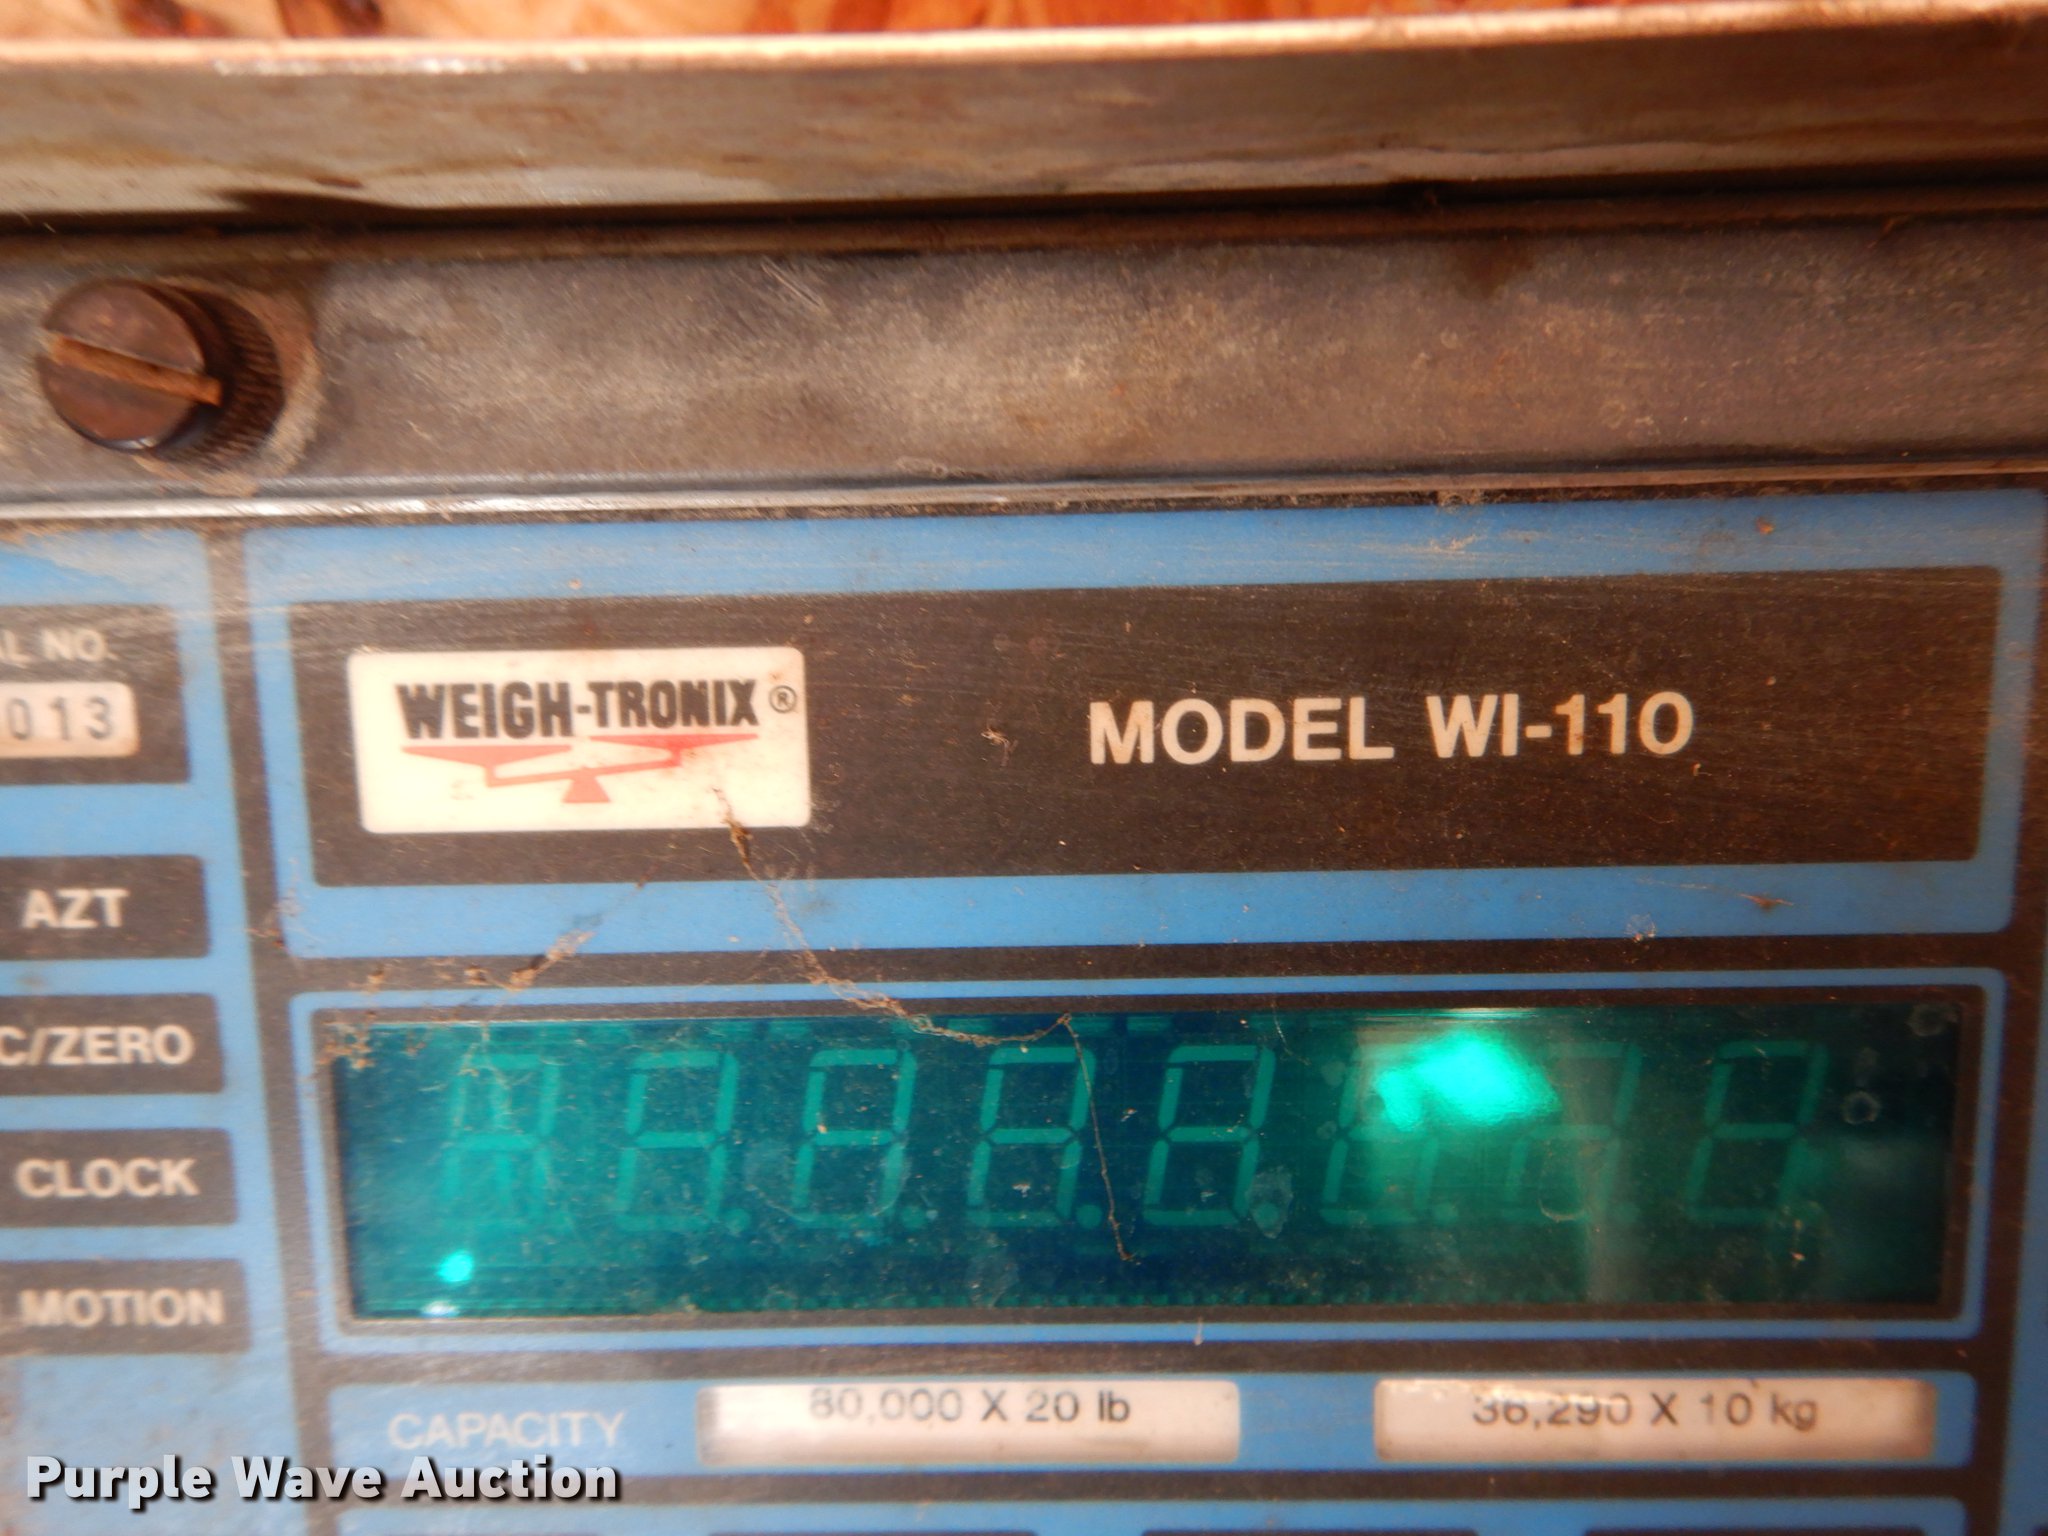 AL NO.
013
WEIGH-TRONIX®
MODEL WI-110
AZT
C/ZERO
CLOCK
MOTION
CAPACITY
80,000 X 20 lb
36,290 X 10 kg
Purple Wave Auction